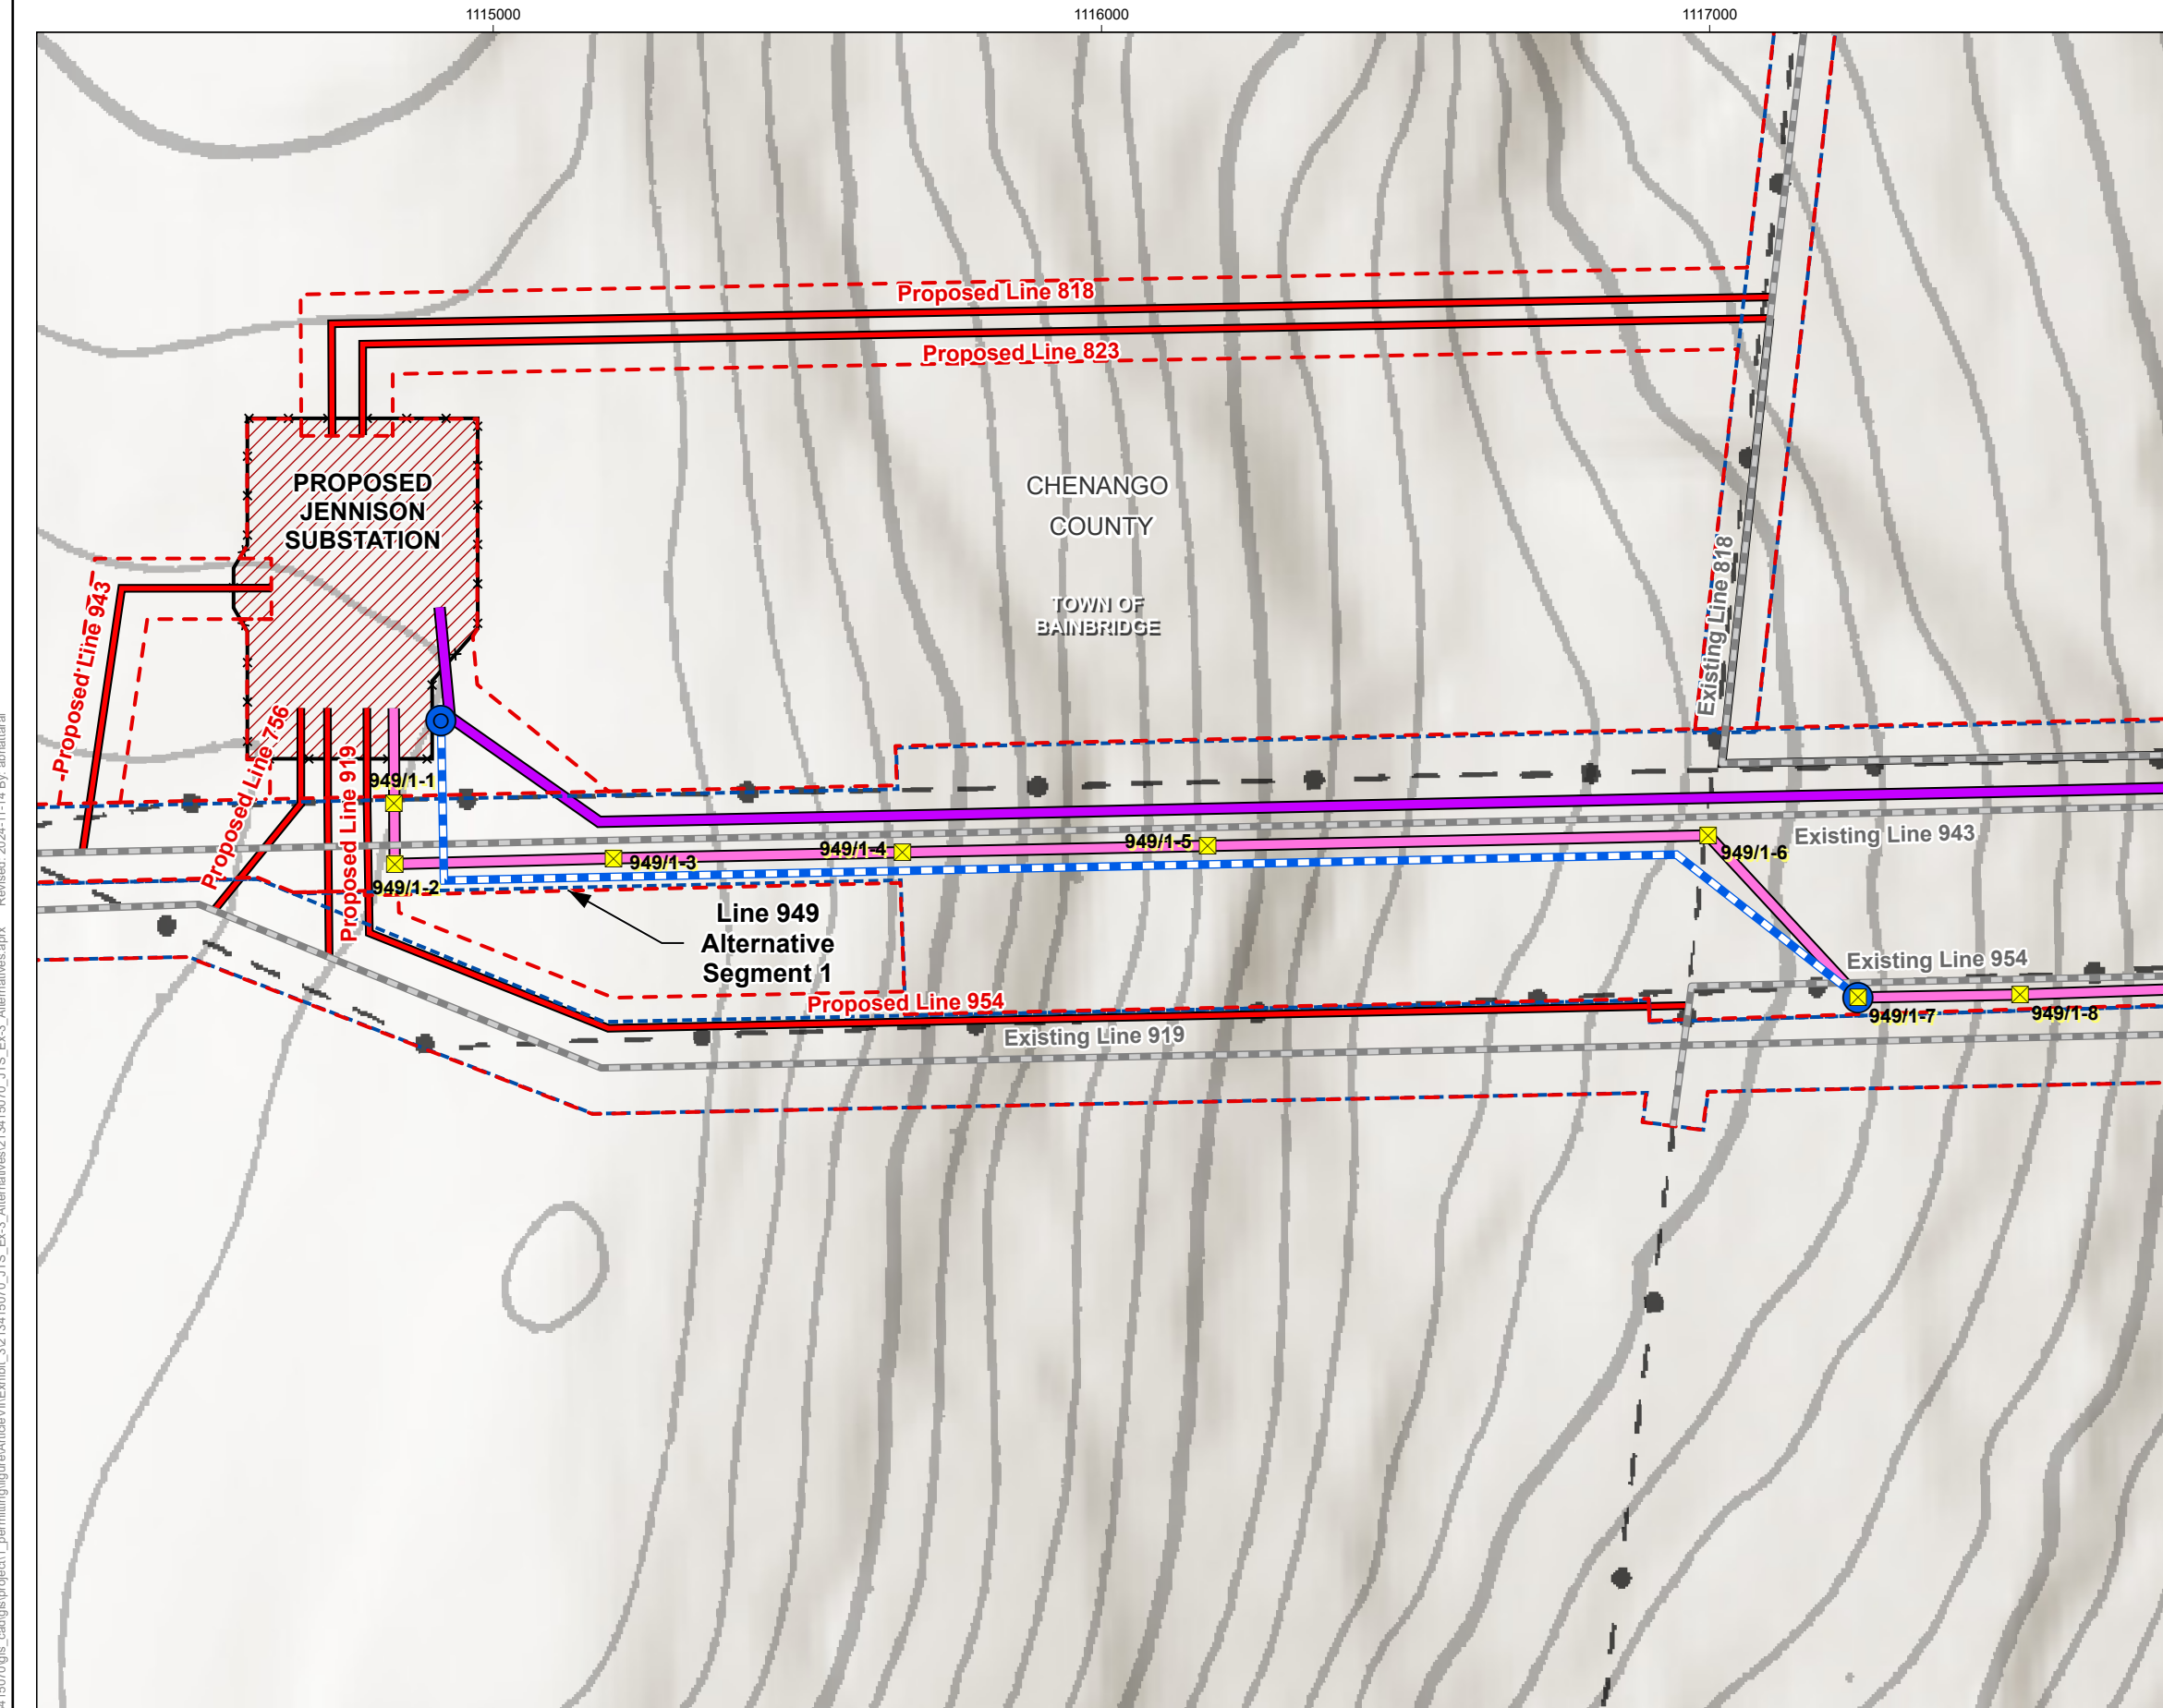 1115000
1116000
1117000
Proposed Line 818
Proposed Line 823
PROPOSED
JENNISON
SUBSTATION
CHENANGO
COUNTY
TOWN OF
BAINBRIDGE
Existing Line 818
Proposed Line 943
Proposed Line 756
Proposed Line 919
949/1-1
949/1-2
949/1-3
949/1-4
949/1-5
949/1-6
Existing Line 943
Line 949
Alternative
Segment 1
Existing Line 954
Proposed Line 954
949/1-7
949/1-8
Existing Line 919